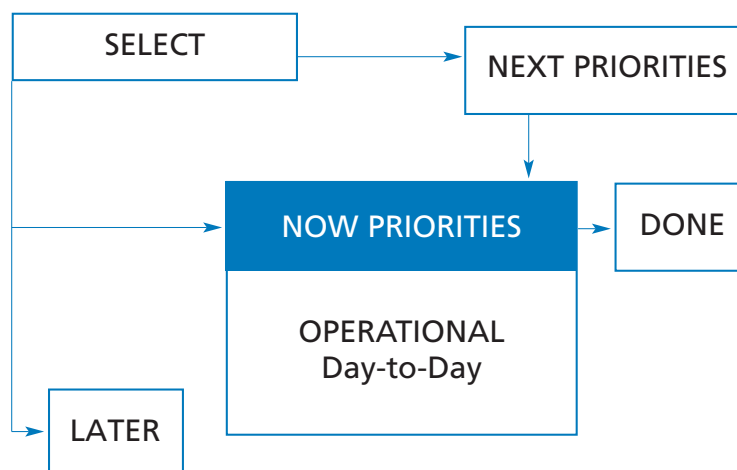 SELECT
NEXT PRIORITIES
NOW PRIORITIES
DONE
OPERATIONAL
Day-to-Day
LATER